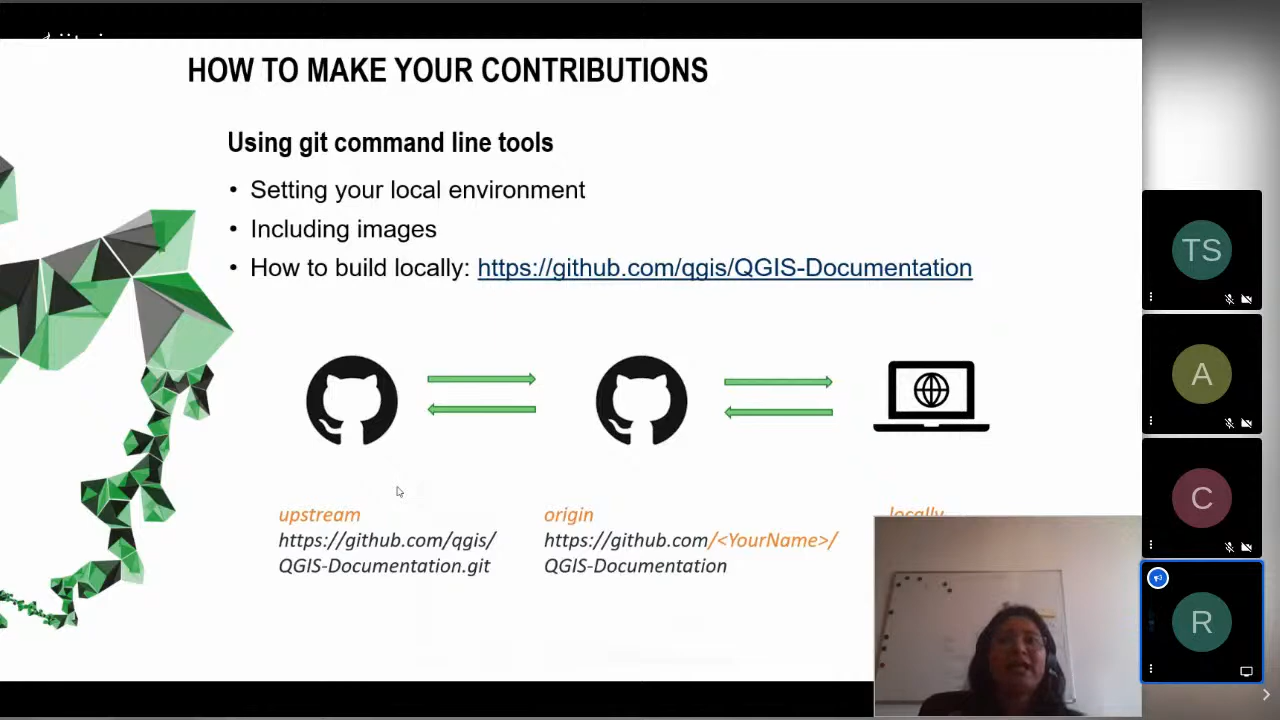 HOW TO MAKE YOUR CONTRIBUTIONS
Using git command line tools
• Setting your local environment
• Including images
• How to build locally: https://github.com/qgis/QGIS-Documentation
upstream
https://github.com/qgis/
QGIS-Documentation.git
origin
https://github.com/<YourName>/
QGIS-Documentation
locally
TS
A
C
R